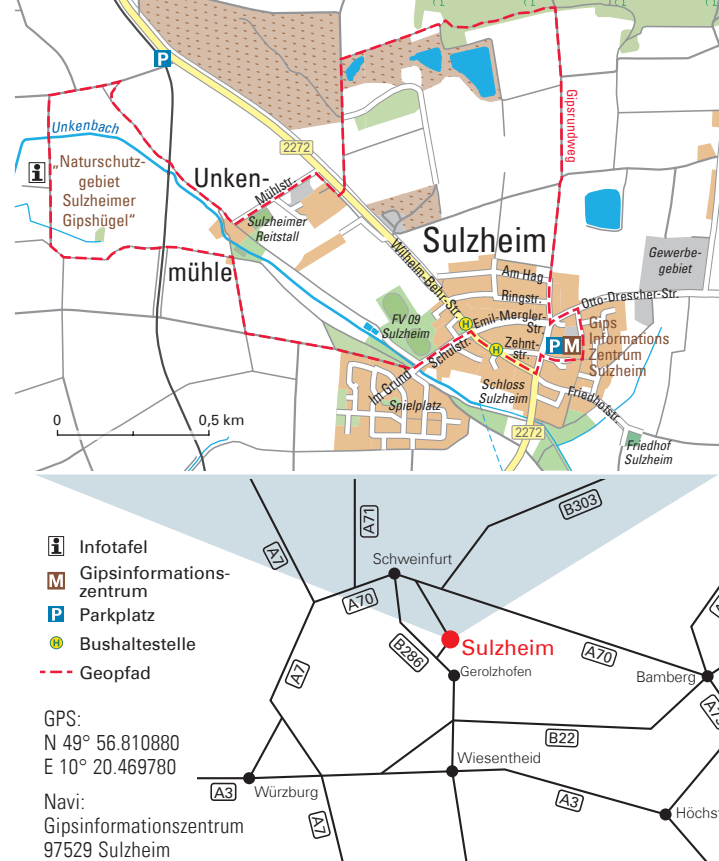 P
Unkenbach
2272
Gipsrundweg
i
„Naturschutz-
gebiet
Sulzheimer
Gipshügel“
Unken-
mühle
Mühlstr.
Sulzheimer
Reitstall
Sulzheim
Wilhelm-Behr-Str.
Am Hag
Ringstr.
Gewerbe-
gebiet
Otto-Drescher-Str.
Emil-Mergler-
Str.
FV 09
Sulzheim
H
H
Zehnt-
str.
P M
Gips
Informations
Zentrum
Sulzheim
Schulstr.
Im Grund
Spielplatz
Schloss
Sulzheim
Friedhofstr.
2272
Friedhof
Sulzheim
0 0,5 km
i Infotafel
M Gipsinformations-
zentrum
P Parkplatz
H Bushaltestelle
Geopfad
GPS:
N 49° 56.810880
E 10° 20.469780
Navi:
Gipsinformationszentrum
97529 Sulzheim
A7
A71
B303
Schweinfurt
A70
B286
Sulzheim
Gerolzhofen
A70
Bamberg
A7
B22
Wiesentheid
A3
Würzburg
A7
A3